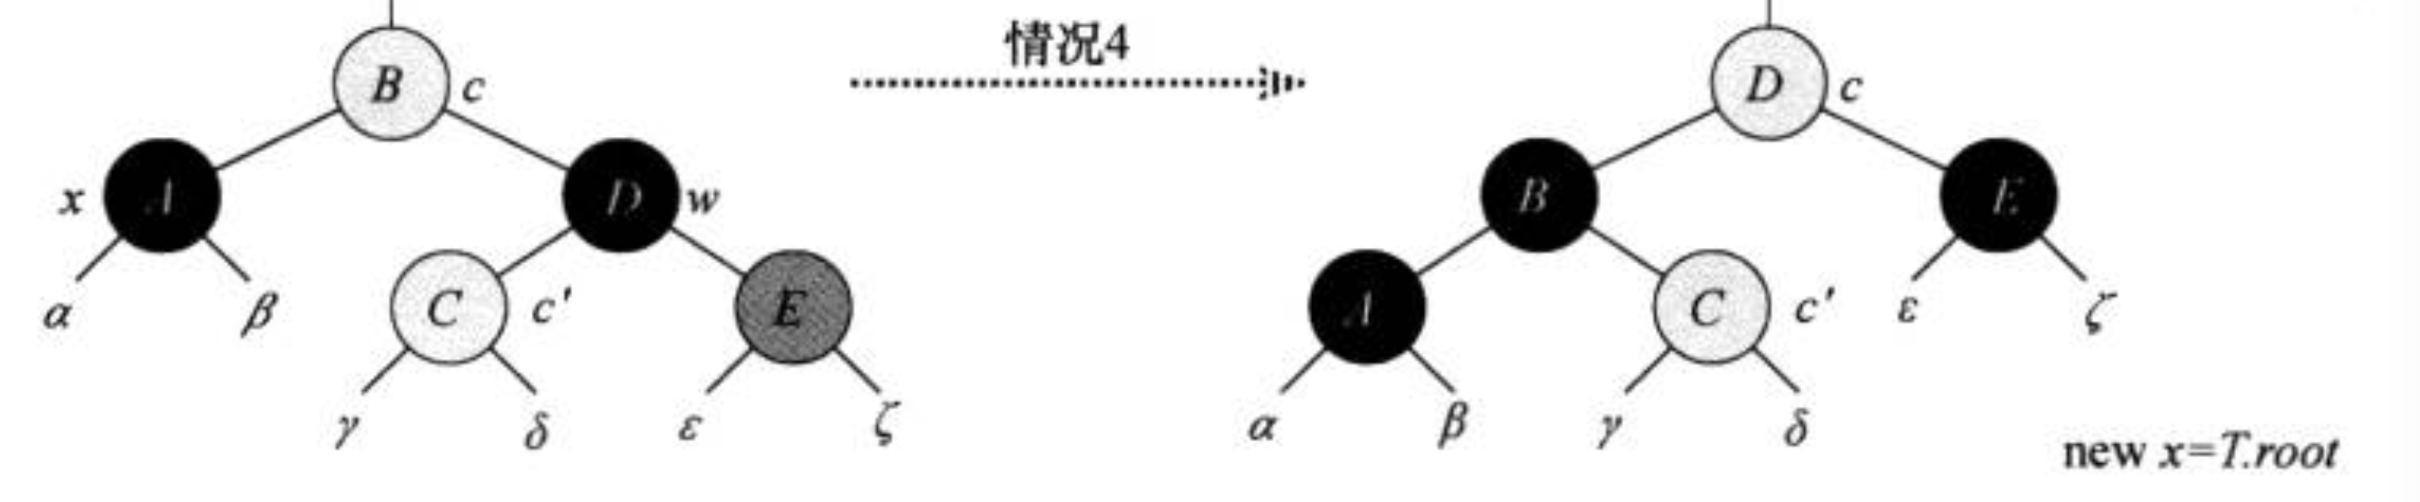 情况4
B c
D c
x A D w
B E
C c′ E
A C c′
α β
ε ζ
γ δ ε ζ
α β γ δ
new x=T.root